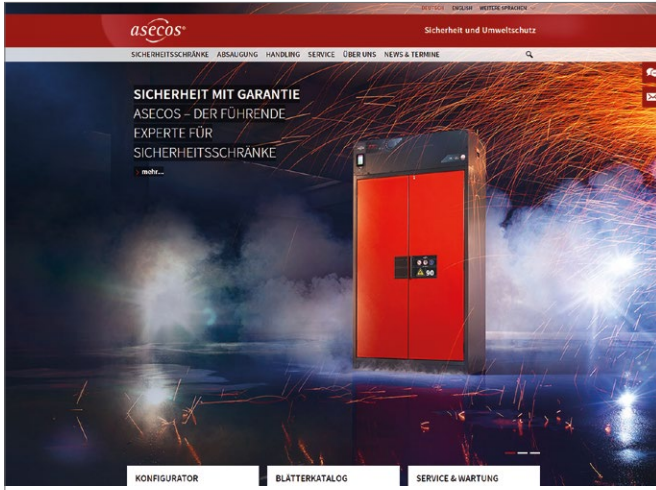 DEUTSCH ENGLISH WEITERE SPRACHEN
asecos®
Sicherheit und Umweltschutz
SICHERHEITSSCHRÄNKE ABSAUGUNG HANDLING SERVICE ÜBER UNS NEWS & TERMINE
SICHERHEIT MIT GARANTIE
ASECOS – DER FÜHRENDE
EXPERTE FÜR
SICHERHEITSSCHRÄNKE
mehr...
90
KONFIGURATOR BLÄTTERKATALOG SERVICE & WARTUNG